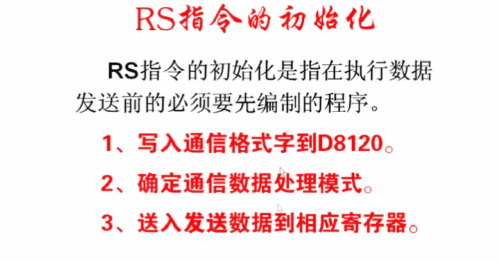 RS指令的初始化
RS指令的初始化是指在执行数据
发送前的必须要先编制的程序。
1、写入通信格式字到D8120。
2、确定通信数据处理模式。
3、送入发送数据到相应寄存器。